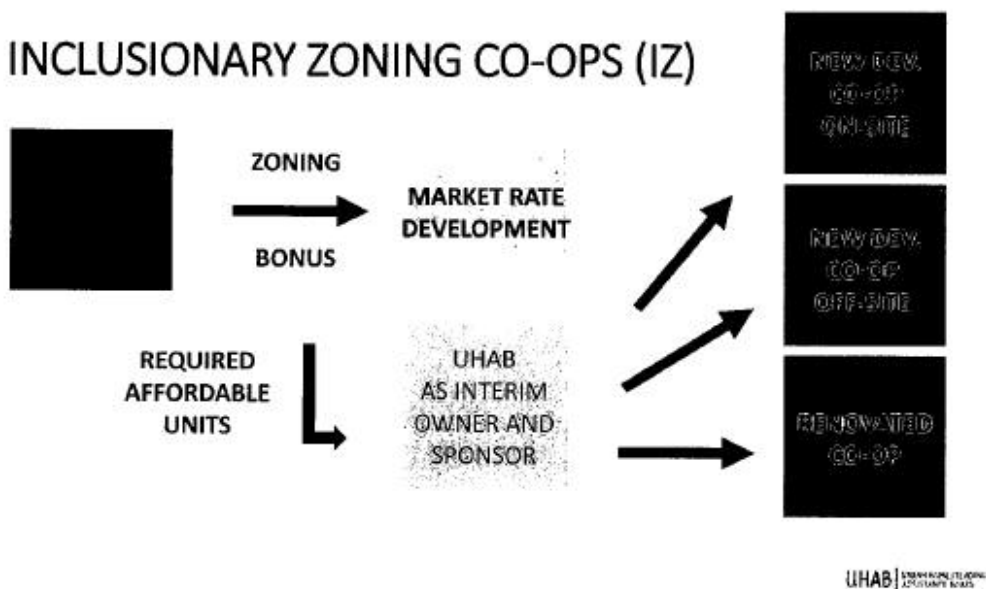 INCLUSIONARY ZONING CO-OPS (IZ)
ZONING
BONUS
MARKET RATE
DEVELOPMENT
REQUIRED
AFFORDABLE
UNITS
UHAB
AS INTERIM
OWNER AND
SPONSOR
NEW DEV.
CO-OP
ON-SITE
NEW DEV.
CO-OP
OFF-SITE
RENOVATED
CO-OP
UHAB